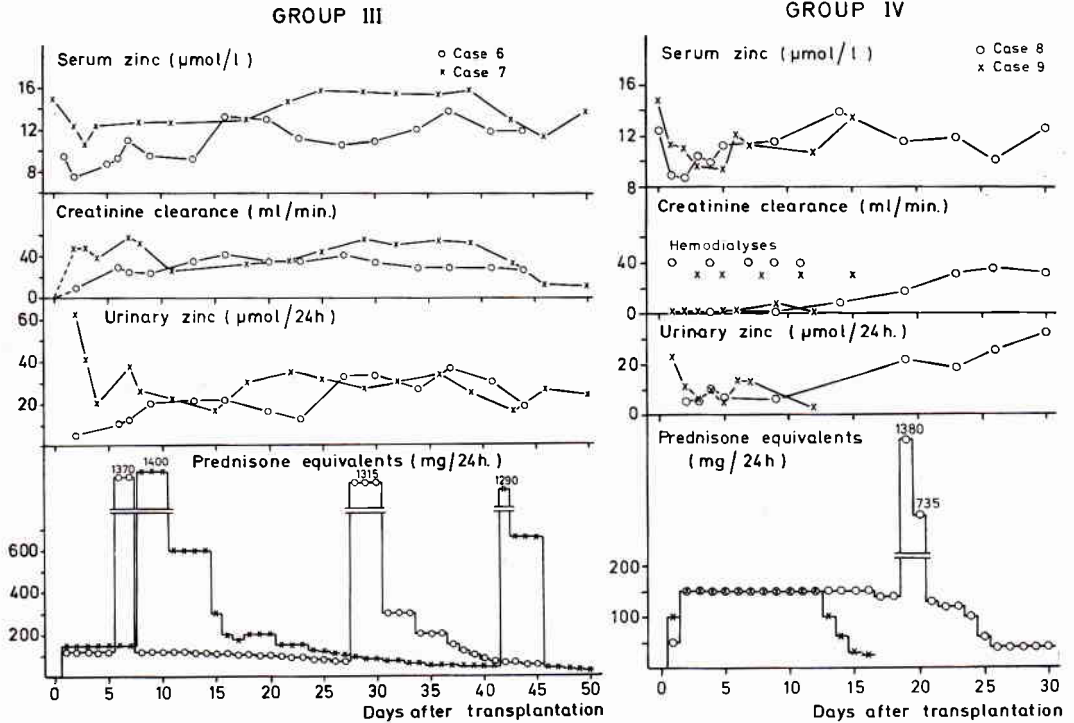 GROUP III
Serum zinc (μmol/l)
o Case 6
x Case 7
16
12
8
Creatinine clearance (ml/min.)
40
0
Urinary zinc (μmol/24h)
60
40
20
Prednisone equivalents (mg/24h.
1370
1400
1315
1290
600
400
200
0 5 10 15 20 25 30 35 40 45 50
Days after transplantation
GROUP IV
Serum zinc (μmol/l)
o Case 8
x Case 9
16
12
8
Creatinine clearance (ml/min.)
Hemodialyses
40
0
Urinary zinc (μmol/24h.)
20
0
Prednisone equivalents
(mg/24h)
1380
735
200
100
0 5 10 15 20 25 30
Days after transplantation